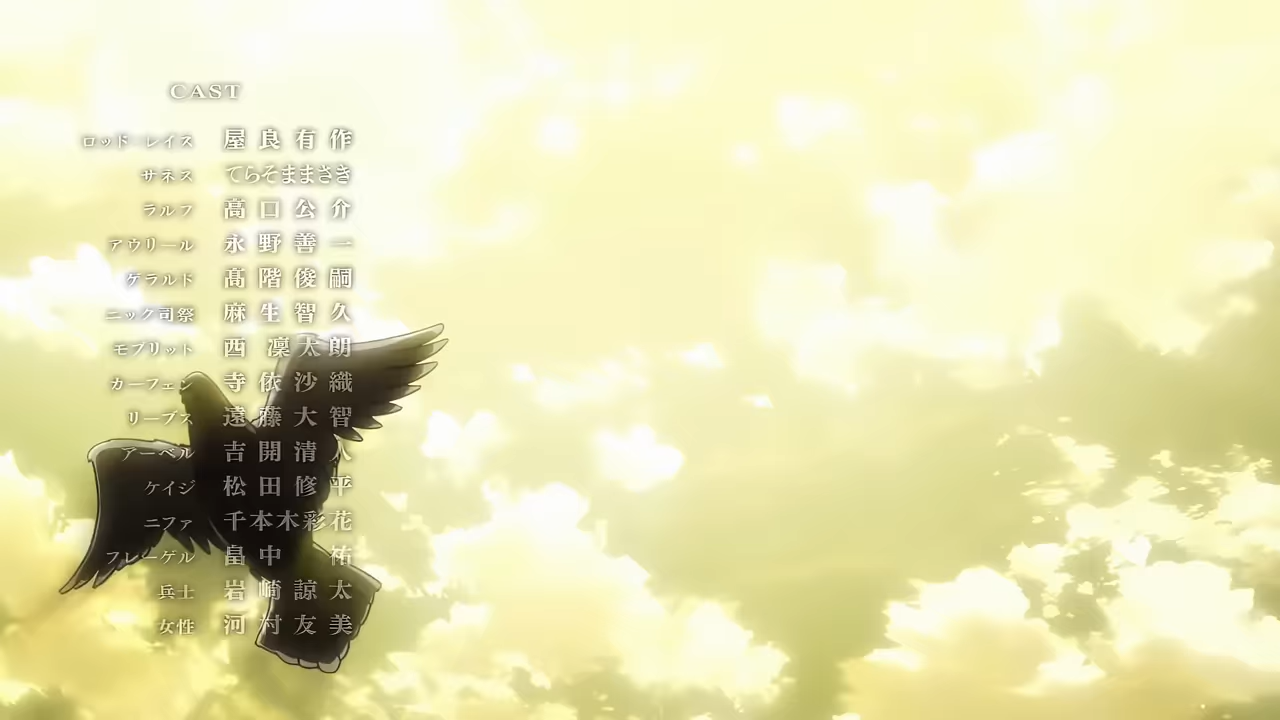 CAST
ロッド・レイス 屋良有作
サネス てらそままさき
ラルフ 高口公介
アウリール 永野善一
ゲラルド 髙階俊嗣
ニック司祭 麻生智久
モブリット 西凜太朗
カーフェン 寺依沙織
リーブス 遠藤大智
アーベル 吉開清人
ケイジ 松田修平
ニファ 千本木彩花
フレーゲル 畠中祐
兵士 岩崎諒太
女性 河村友美